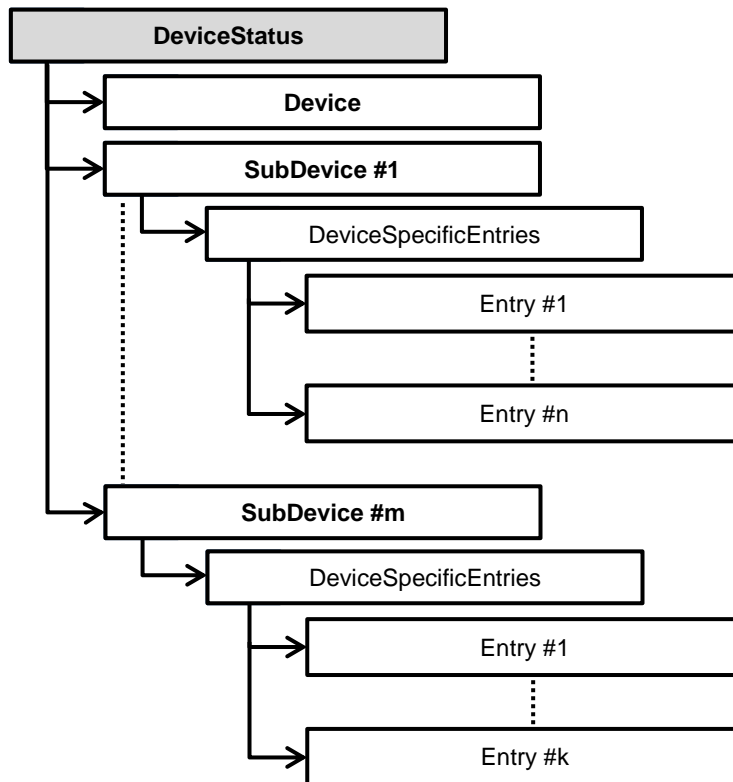 DeviceStatus
Device
SubDevice #1
DeviceSpecificEntries
Entry #1
Entry #n
SubDevice #m
DeviceSpecificEntries
Entry #1
Entry #k